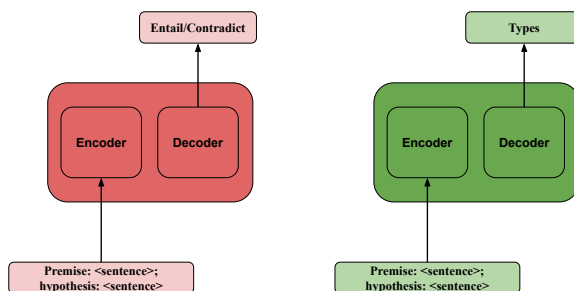 Entail/Contradict
Types
Encoder
Decoder
Encoder
Decoder
Premise: <sentence>;
hypothesis: <sentence>
Premise: <sentence>;
hypothesis: <sentence>